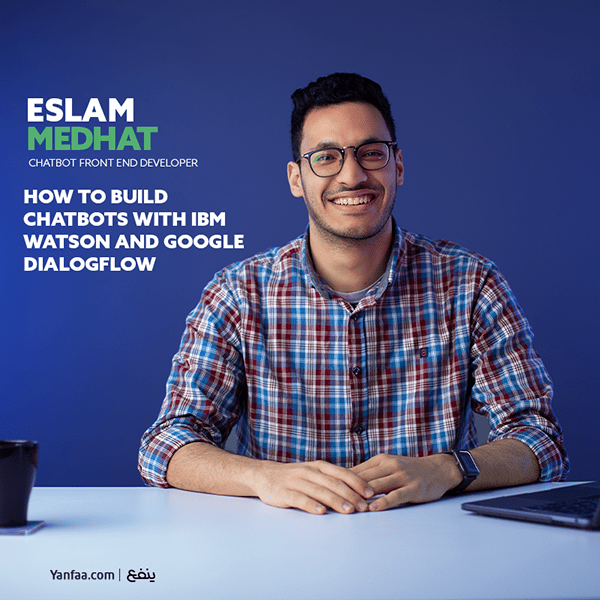 ESLAM
MEDHAT
CHATBOT FRONT END DEVELOPER
HOW TO BUILD
CHATBOTS WITH IBM
WATSON AND GOOGLE
DIALOGFLOW
Yanfaa.com | ينفع